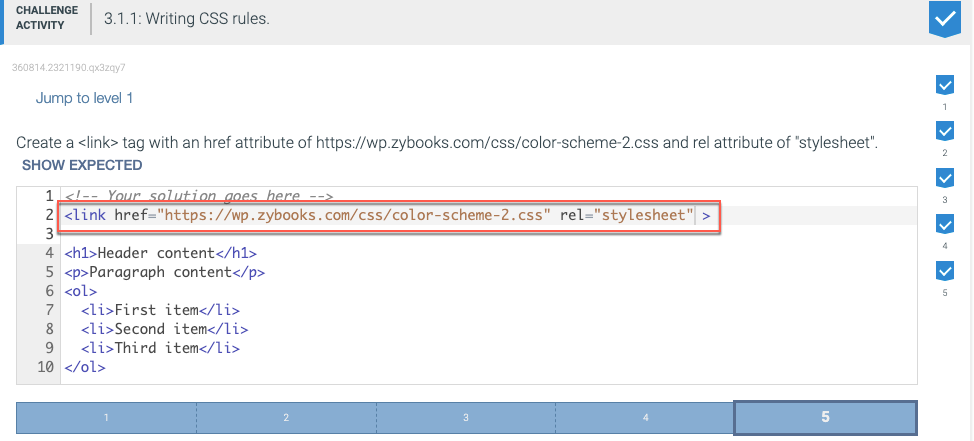 CHALLENGE
ACTIVITY
3.1.1: Writing CSS rules.
360814.2321190.qx3zqy7
Jump to level 1
1
2
3
4
5
Create a <link> tag with an href attribute of https://wp.zybooks.com/css/color-scheme-2.css and rel attribute of "stylesheet".
SHOW EXPECTED
1 <!-- Your solution goes here -->
2 <link href="https://wp.zybooks.com/css/color-scheme-2.css" rel="stylesheet" >
3
4 <h1>Header content</h1>
5 <p>Paragraph content</p>
6 <ol>
7 <li>First item</li>
8 <li>Second item</li>
9 <li>Third item</li>
10 </ol>
1 2 3 4 5